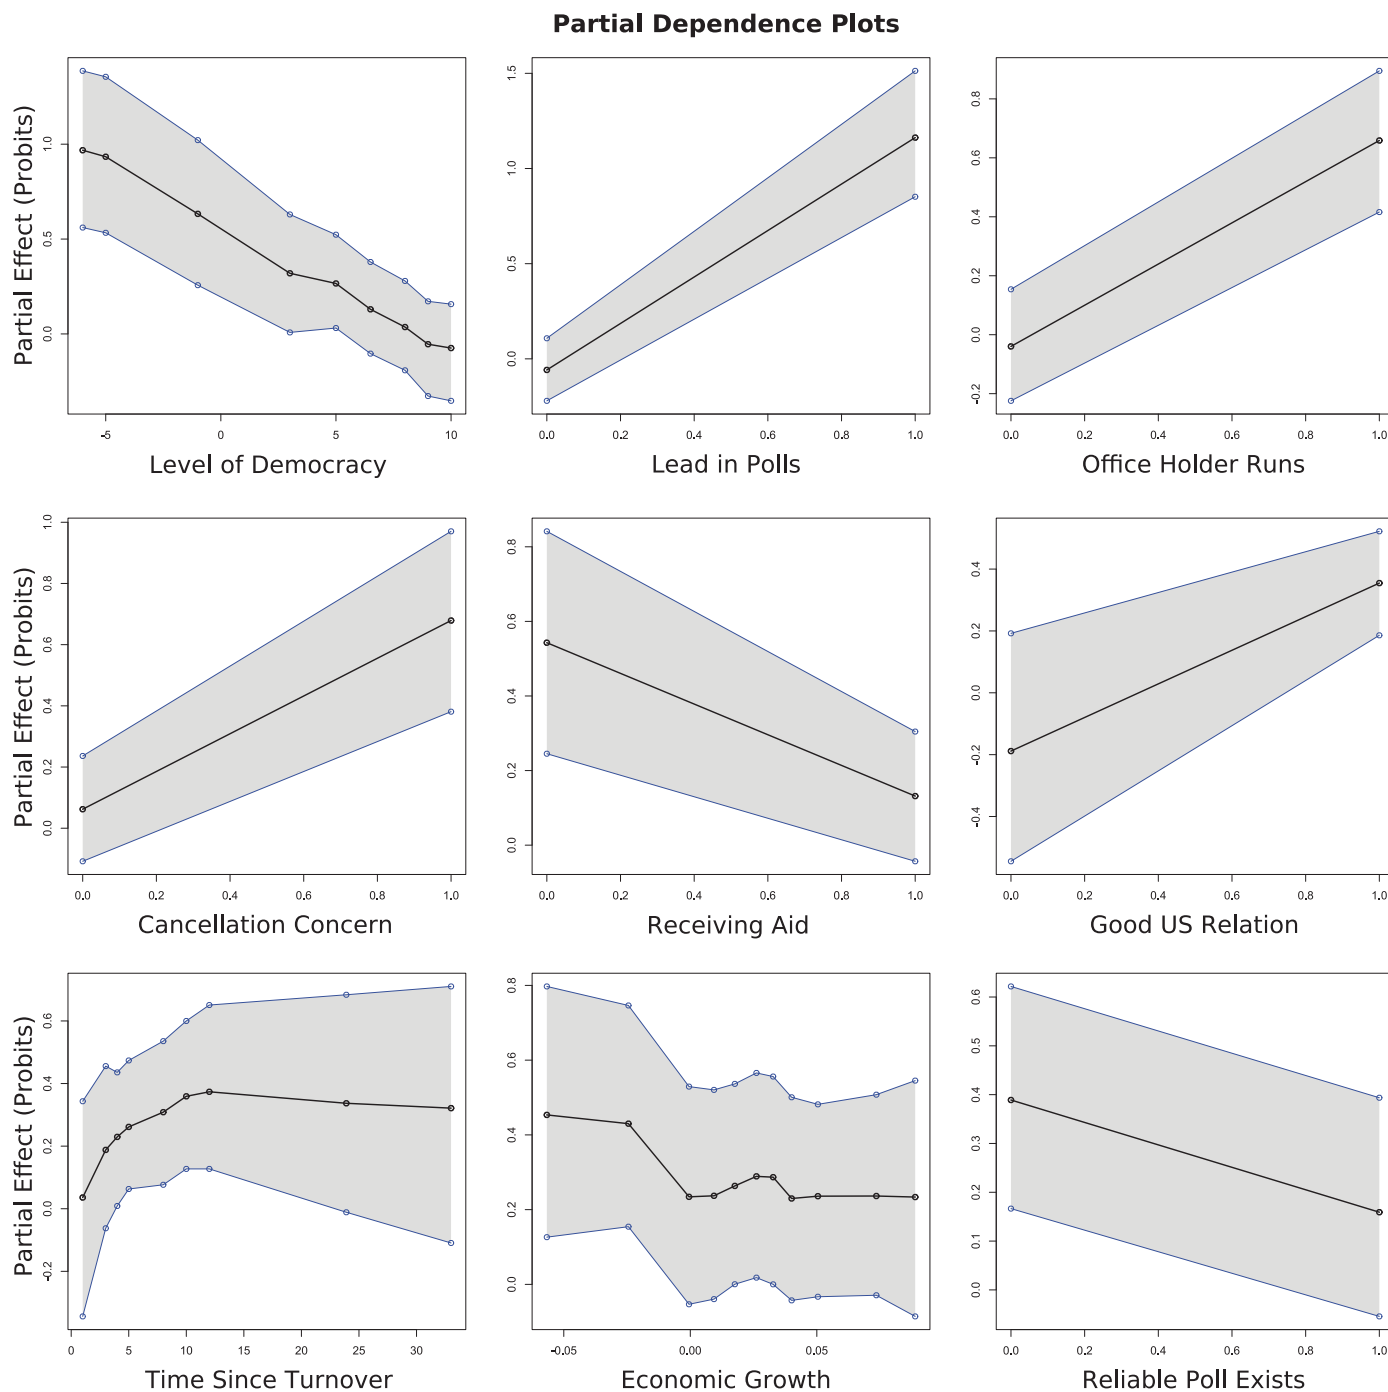 Partial Dependence Plots
Partial Effect (Probits)
0.0 0.5 1.0
-5 0 5 10
Level of Democracy
0.0 0.5 1.0 1.5
0.0 0.2 0.4 0.6 0.8 1.0
Lead in Polls
-0.2 0.0 0.2 0.4 0.6 0.8
0.0 0.2 0.4 0.6 0.8 1.0
Office Holder Runs
Partial Effect (Probits)
0.0 0.2 0.4 0.6 0.8 1.0
0.0 0.2 0.4 0.6 0.8 1.0
Cancellation Concern
0.0 0.2 0.4 0.6 0.8
0.0 0.2 0.4 0.6 0.8 1.0
Receiving Aid
-0.4 -0.2 0.0 0.2 0.4
0.0 0.2 0.4 0.6 0.8 1.0
Good US Relation
Partial Effect (Probits)
-0.2 0.0 0.2 0.4 0.6
0 5 10 15 20 25 30
Time Since Turnover
0.0 0.2 0.4 0.6 0.8
-0.05 0.00 0.05
Economic Growth
0.0 0.1 0.2 0.3 0.4 0.5 0.6
0.0 0.2 0.4 0.6 0.8 1.0
Reliable Poll Exists